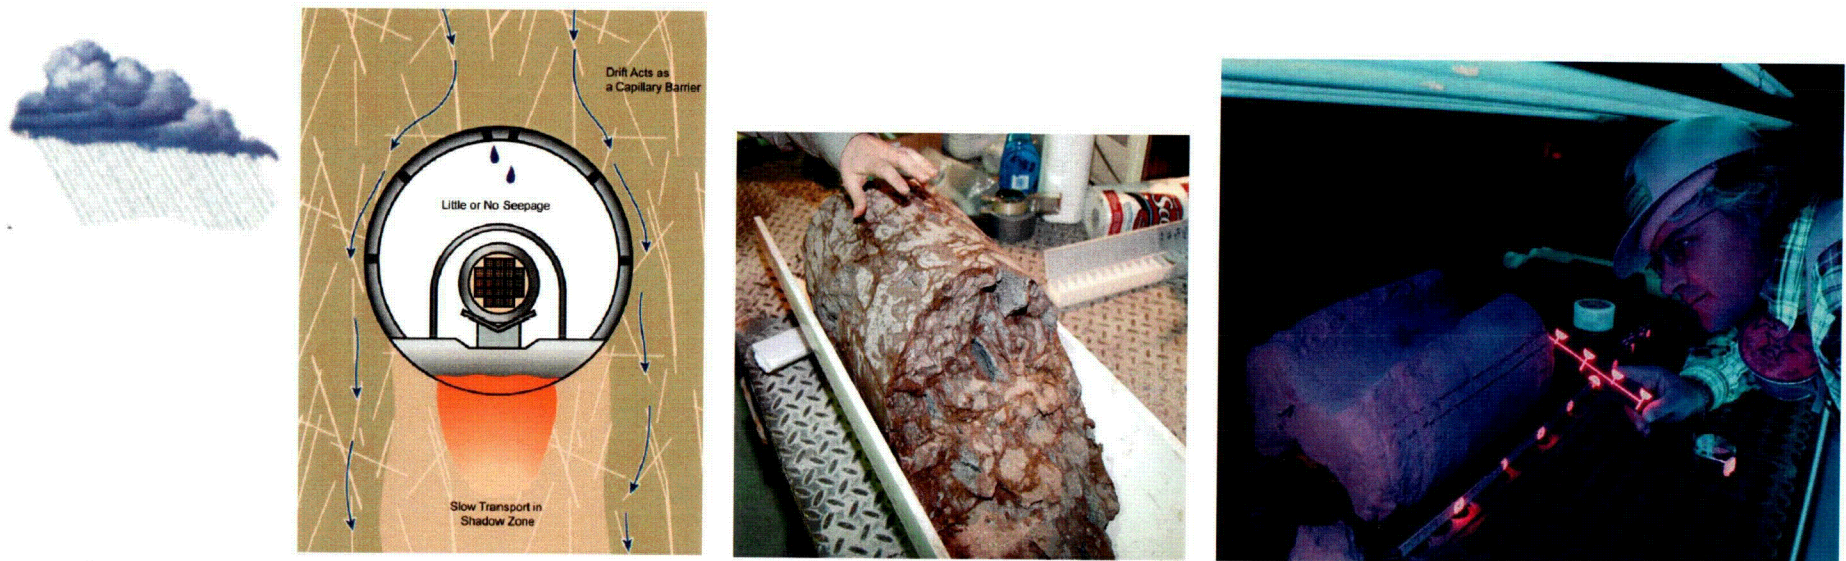 Drift Acts as
a Capillary Barrier
Little or No Seepage
Slow Transport in
Shadow Zone